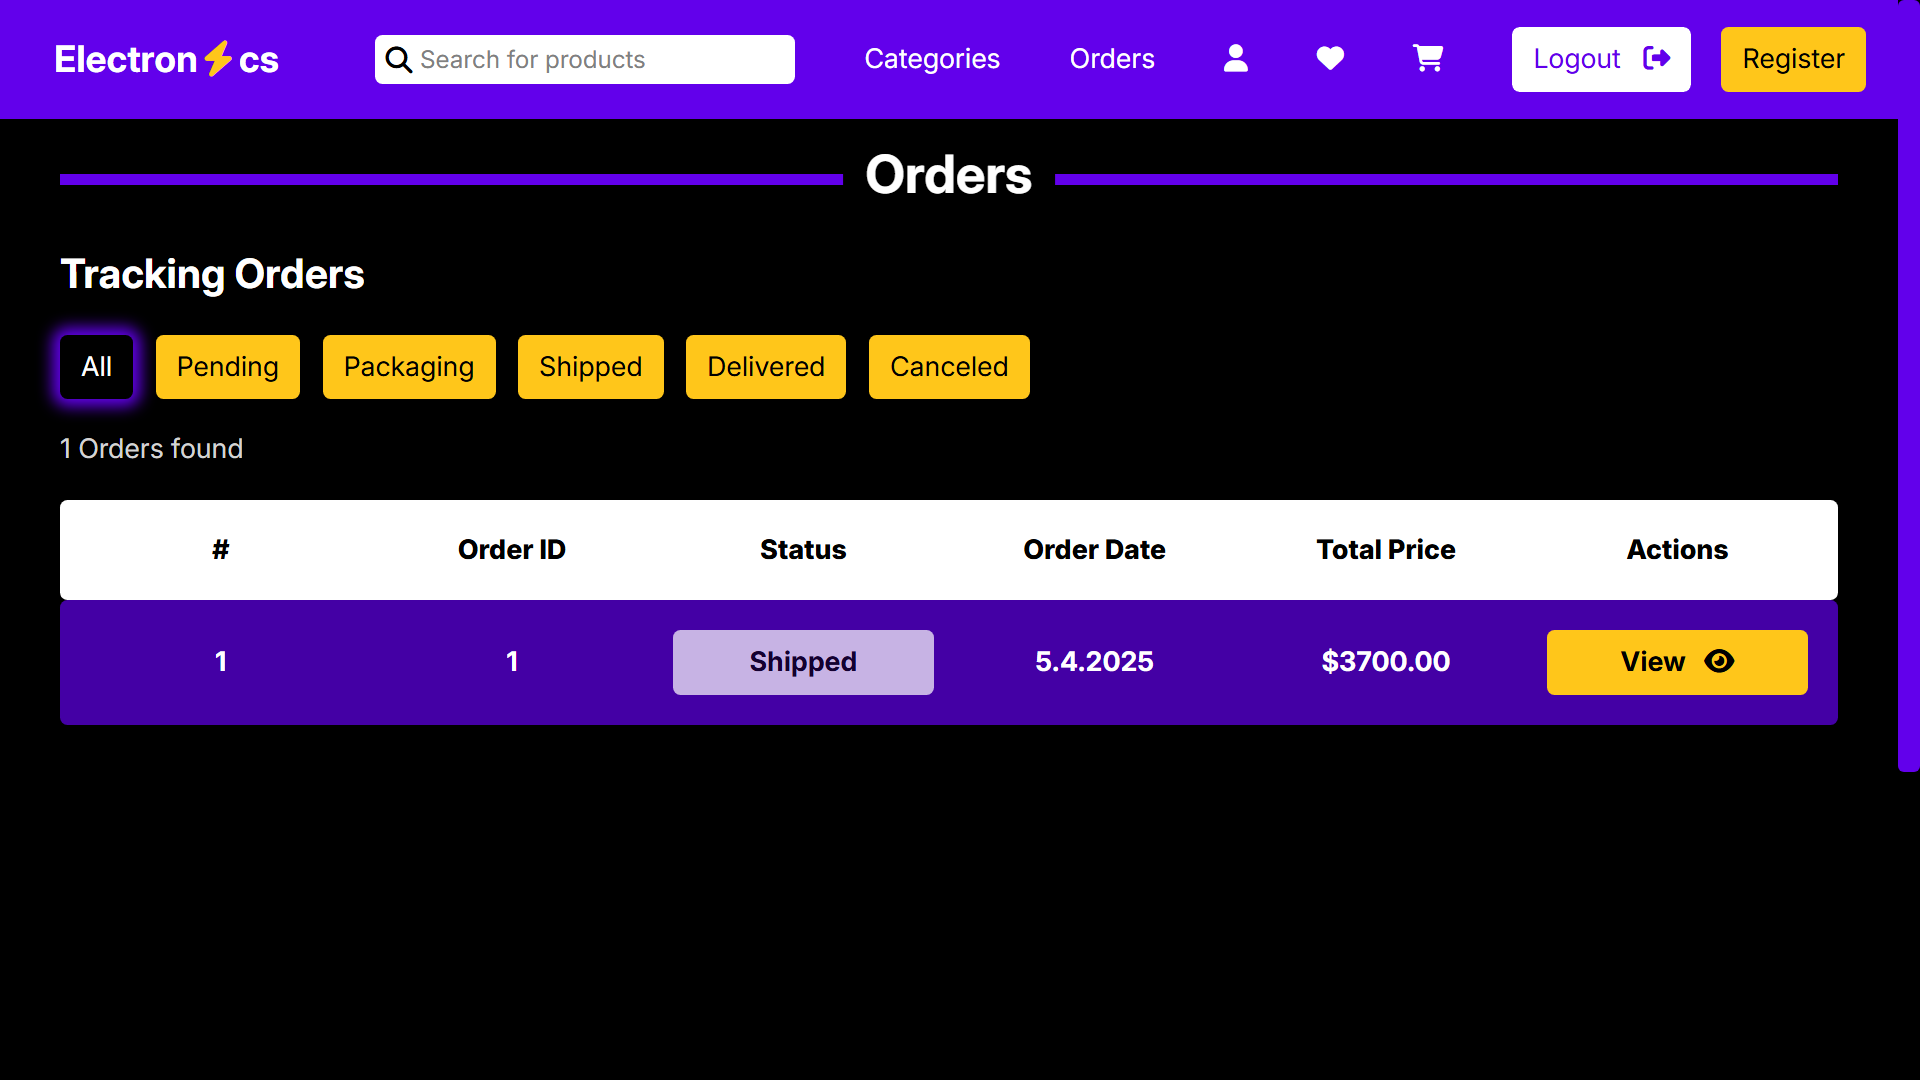 Electron⚡cs Search for products Categories Orders Logout Register
Orders
Tracking Orders
All Pending Packaging Shipped Delivered Canceled
1 Orders found
# Order ID Status Order Date Total Price Actions
1 1 Shipped 5.4.2025 $3700.00 View